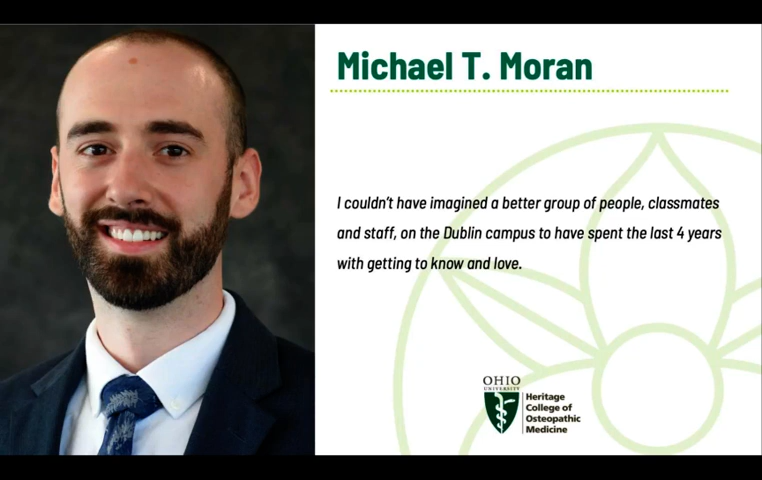 Michael T. Moran
I couldn't have imagined a better group of people, classmates
and staff, on the Dublin campus to have spent the last 4 years
with getting to know and love.
OHIO
UNIVERSITY
Heritage
College of
Osteopathic
Medicine